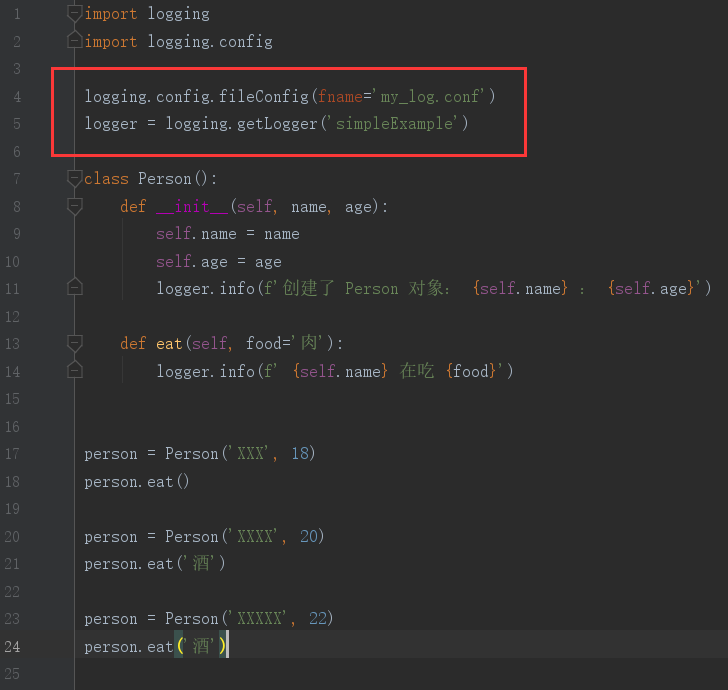 1 import logging
2 import logging.config
3
4 logging.config.fileConfig(fname='my_log.conf')
5 logger = logging.getLogger('simpleExample')
6
7 class Person():
8     def __init__(self, name, age):
9         self.name = name
10         self.age = age
11         logger.info(f'创建了 Person 对象： {self.name} ： {self.age}')
12
13     def eat(self, food='肉'):
14         logger.info(f' {self.name} 在吃 {food}')
15
16
17 person = Person('XXX', 18)
18 person.eat()
19
20 person = Person('XXXX', 20)
21 person.eat('酒')
22
23 person = Person('XXXXX', 22)
24 person.eat('酒')
25